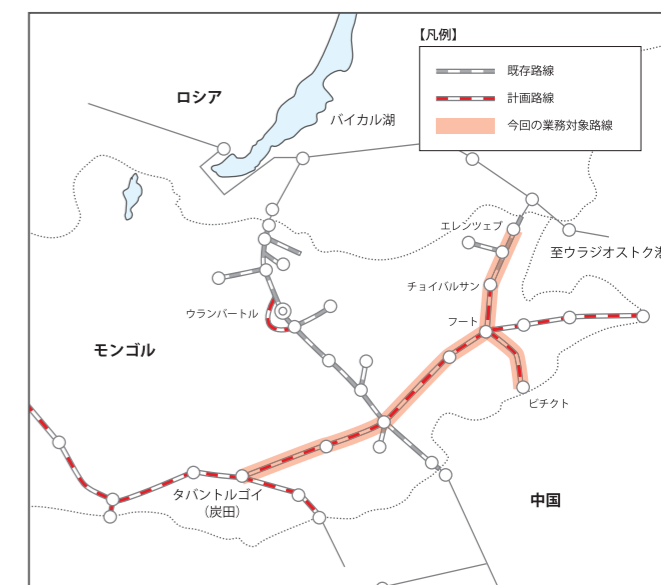 【凡例】
既存路線
計画路線
今回の業務対象路線
ロシア
バイカル湖
エレンツェブ
至ウラジオストク港
チョイバルサン
ウランバートル
フート
モンゴル
ビチクト
タバントルゴイ
（炭田）
中国